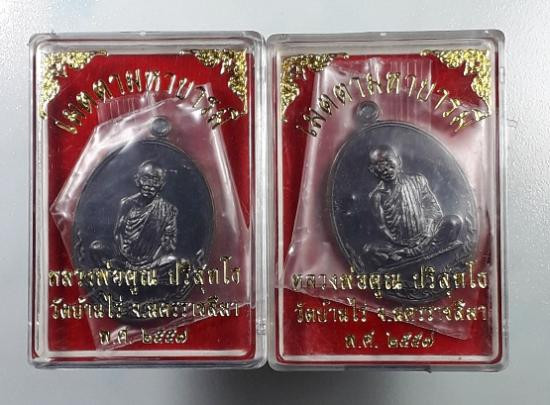 เมตตามหาบารมี
หลวงพ่อคูณ ปริสุทโธ
วัดบ้านไร่ จ.นครราชสีมา
พ.ศ. ๒๕๕๗
เมตตามหาบารมี
หลวงพ่อคูณ ปริสุทโธ
วัดบ้านไร่ จ.นครราชสีมา
พ.ศ. ๒๕๕๗